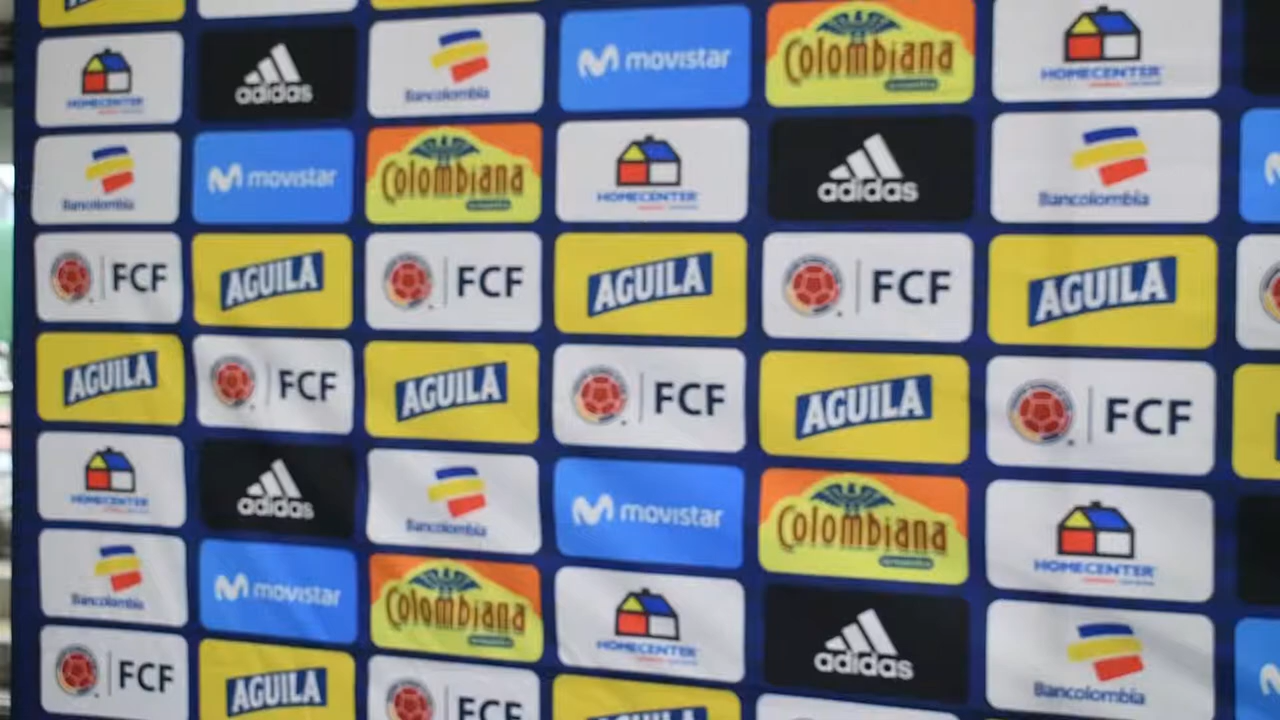 HOMECENTER adidas Bancolombia movistar Colombiana HOMECENTER
Bancolombia movistar Colombiana HOMECENTER adidas Bancolombia
FCF AGUILA FCF AGUILA FCF AGUILA
AGUILA FCF AGUILA FCF AGUILA FCF
HOMECENTER adidas Bancolombia movistar Colombiana HOMECENTER
Bancolombia movistar Colombiana HOMECENTER adidas Bancolombia
FCF AGUILA FCF AGUILA